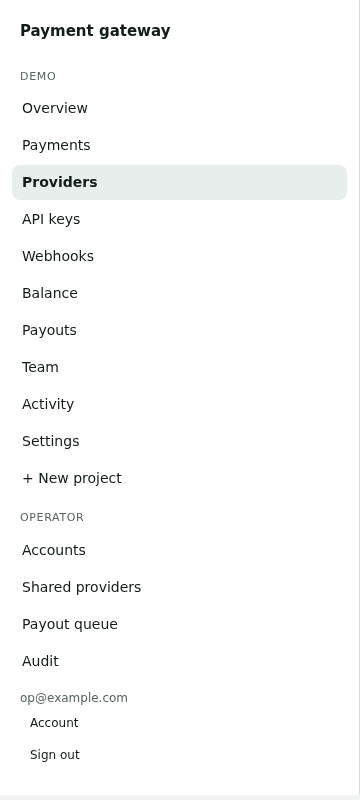 Payment gateway
DEMO
Overview
Payments
Providers
API keys
Webhooks
Balance
Payouts
Team
Activity
Settings
+ New project
OPERATOR
Accounts
Shared providers
Payout queue
Audit
op@example.com
Account
Sign out